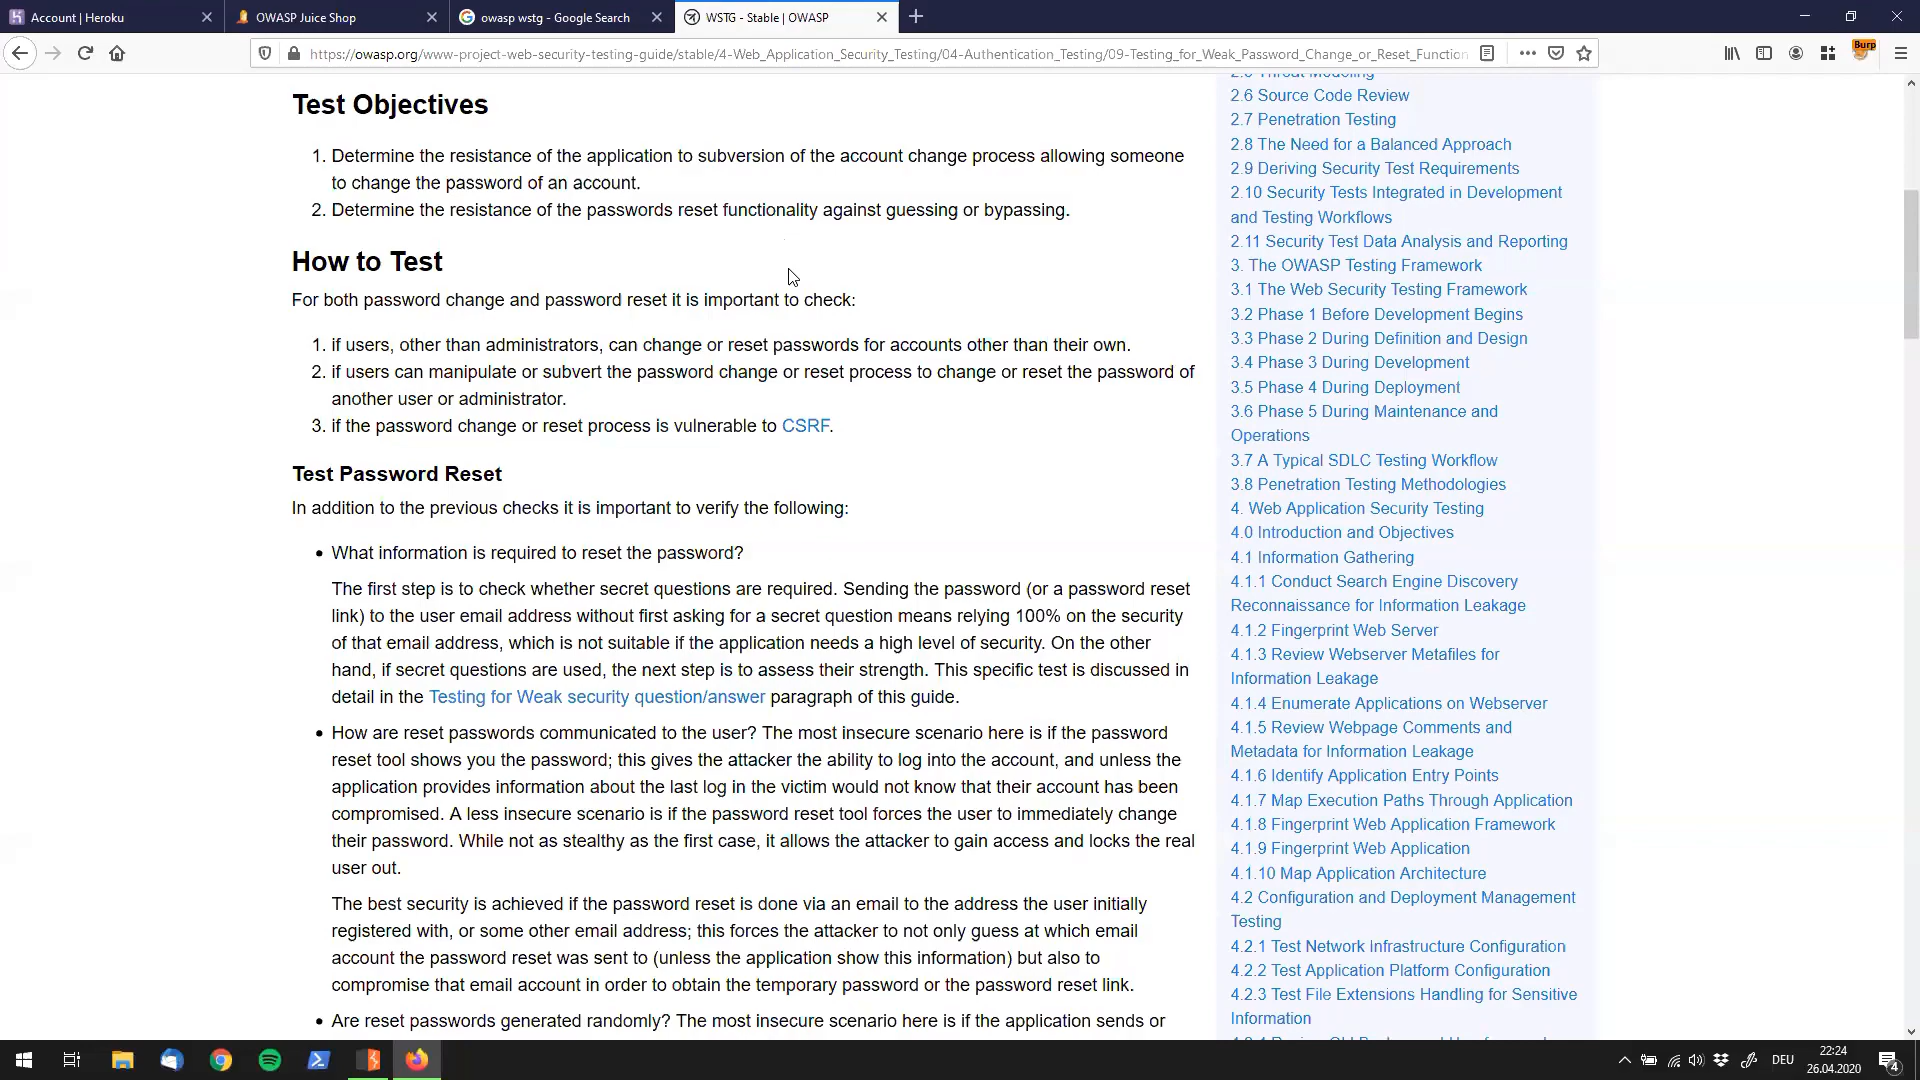 Account | Heroku
OWASP Juice Shop
owasp wstg - Google Search
WSTG - Stable | OWASP
https://owasp.org/www-project-web-security-testing-guide/stable/4-Web_Application_Security_Testing/04-Authentication_Testing/09-Testing_for_Weak_Password_Change_or_Reset_Function
Burp
Test Objectives
1. Determine the resistance of the application to subversion of the account change process allowing someone
to change the password of an account.
2. Determine the resistance of the passwords reset functionality against guessing or bypassing.
How to Test
For both password change and password reset it is important to check:
1. if users, other than administrators, can change or reset passwords for accounts other than their own.
2. if users can manipulate or subvert the password change or reset process to change or reset the password of
another user or administrator.
3. if the password change or reset process is vulnerable to CSRF.
Test Password Reset
In addition to the previous checks it is important to verify the following:
• What information is required to reset the password?
The first step is to check whether secret questions are required. Sending the password (or a password reset
link) to the user email address without first asking for a secret question means relying 100% on the security
of that email address, which is not suitable if the application needs a high level of security. On the other
hand, if secret questions are used, the next step is to assess their strength. This specific test is discussed in
detail in the Testing for Weak security question/answer paragraph of this guide.
• How are reset passwords communicated to the user? The most insecure scenario here is if the password
reset tool shows you the password; this gives the attacker the ability to log into the account, and unless the
application provides information about the last log in the victim would not know that their account has been
compromised. A less insecure scenario is if the password reset tool forces the user to immediately change
their password. While not as stealthy as the first case, it allows the attacker to gain access and locks the real
user out.
The best security is achieved if the password reset is done via an email to the address the user initially
registered with, or some other email address; this forces the attacker to not only guess at which email
account the password reset was sent to (unless the application show this information) but also to
compromise that email account in order to obtain the temporary password or the password reset link.
• Are reset passwords generated randomly? The most insecure scenario here is if the application sends or
2.5 Threat Modeling
2.6 Source Code Review
2.7 Penetration Testing
2.8 The Need for a Balanced Approach
2.9 Deriving Security Test Requirements
2.10 Security Tests Integrated in Development
and Testing Workflows
2.11 Security Test Data Analysis and Reporting
3. The OWASP Testing Framework
3.1 The Web Security Testing Framework
3.2 Phase 1 Before Development Begins
3.3 Phase 2 During Definition and Design
3.4 Phase 3 During Development
3.5 Phase 4 During Deployment
3.6 Phase 5 During Maintenance and
Operations
3.7 A Typical SDLC Testing Workflow
3.8 Penetration Testing Methodologies
4. Web Application Security Testing
4.0 Introduction and Objectives
4.1 Information Gathering
4.1.1 Conduct Search Engine Discovery
Reconnaissance for Information Leakage
4.1.2 Fingerprint Web Server
4.1.3 Review Webserver Metafiles for
Information Leakage
4.1.4 Enumerate Applications on Webserver
4.1.5 Review Webpage Comments and
Metadata for Information Leakage
4.1.6 Identify Application Entry Points
4.1.7 Map Execution Paths Through Application
4.1.8 Fingerprint Web Application Framework
4.1.9 Fingerprint Web Application
4.1.10 Map Application Architecture
4.2 Configuration and Deployment Management
Testing
4.2.1 Test Network Infrastructure Configuration
4.2.2 Test Application Platform Configuration
4.2.3 Test File Extensions Handling for Sensitive
Information
DEU
22:24
26.04.2020
4